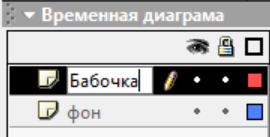 Временная диаграма
Бабочка
фон